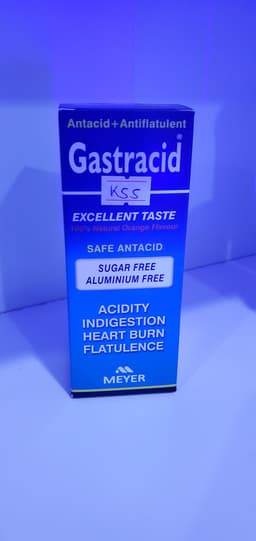 Antacid+Antiflatulent
Gastracid®
K55
EXCELLENT TASTE
100% Natural Orange Flavour
SAFE ANTACID
SUGAR FREE
ALUMINIUM FREE
ACIDITY
INDIGESTION
HEART BURN
FLATULENCE
MEYER